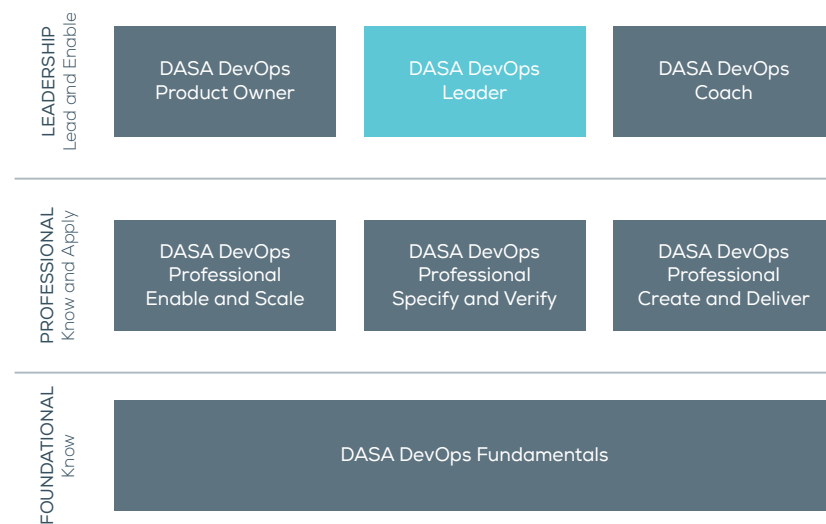 LEADERSHIP
Lead and Enable
DASA DevOps
Product Owner
DASA DevOps
Leader
DASA DevOps
Coach
PROFESSIONAL
Know and Apply
DASA DevOps
Professional
Enable and Scale
DASA DevOps
Professional
Specify and Verify
DASA DevOps
Professional
Create and Deliver
FOUNDATIONAL
Know
DASA DevOps Fundamentals